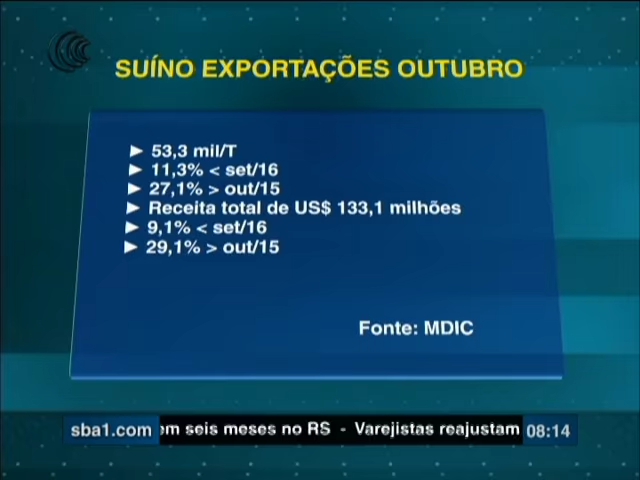 SUÍNO EXPORTAÇÕES OUTUBRO
► 53,3 mil/T
► 11,3% < set/16
► 27,1% > out/15
► Receita total de US$ 133,1 milhões
► 9,1% < set/16
► 29,1% > out/15
Fonte: MDIC
sba1.com em seis meses no RS - Varejistas reajustam 08:14